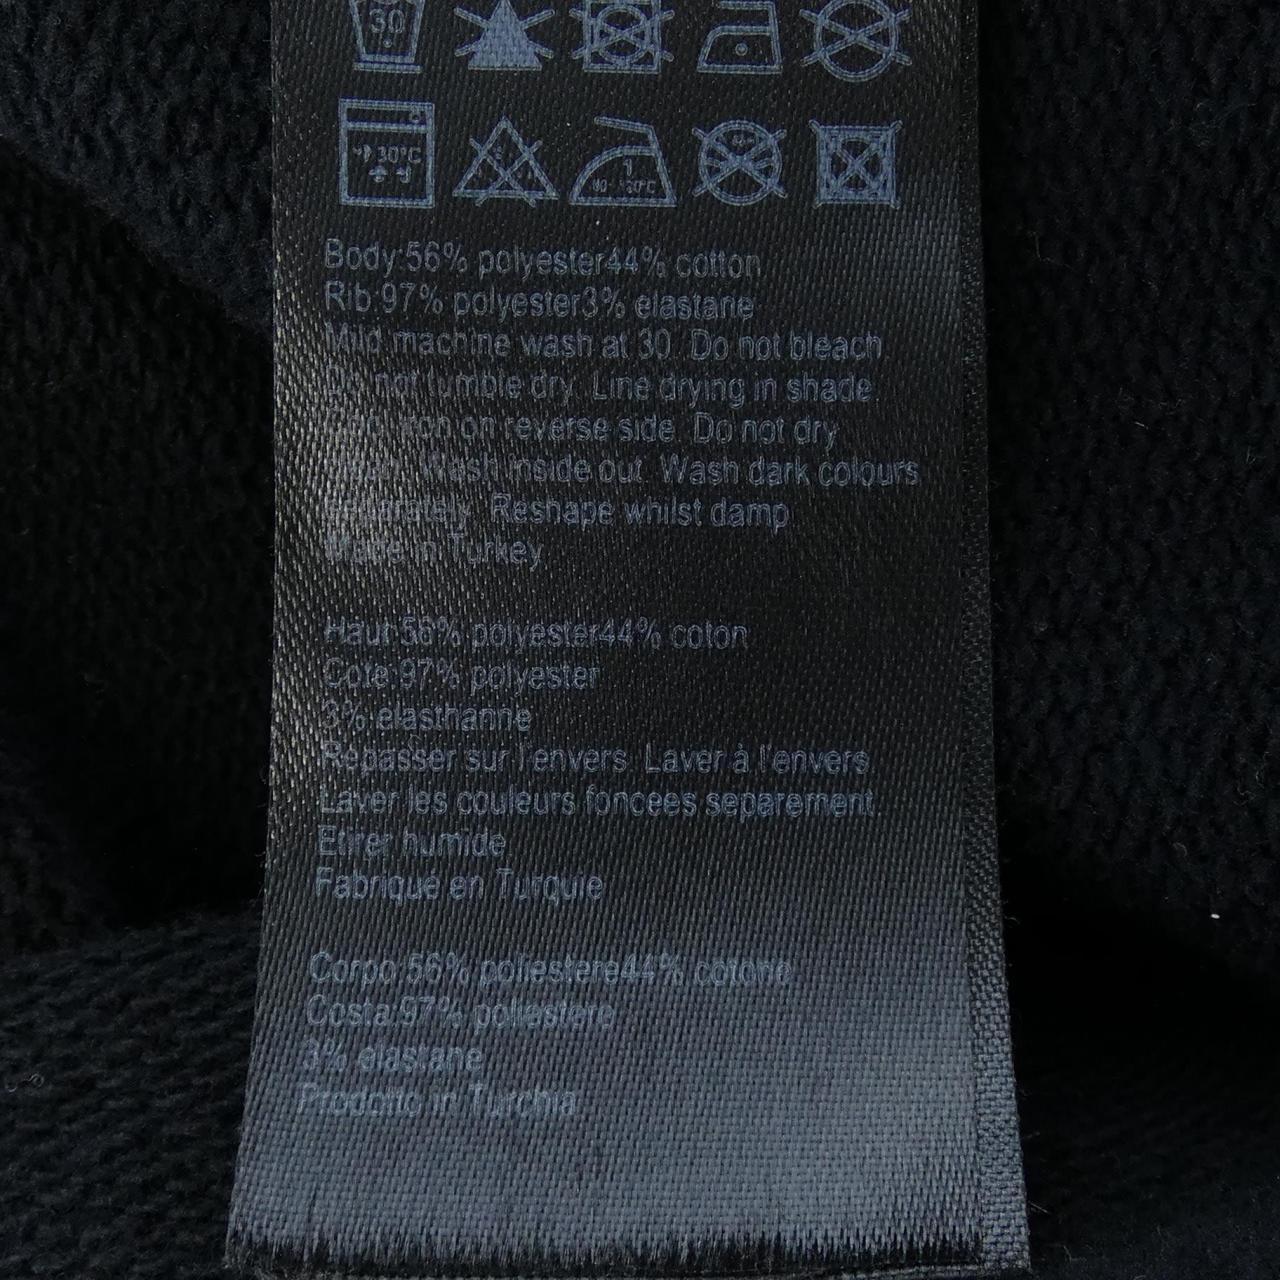 30
30°C
Body:56% polyester44% cotton
Rib:97% polyester3% elastane
Mild machine wash at 30. Do not bleach
Do not tumble dry. Line drying in shade
iron on reverse side. Do not dry
Wash inside out. Wash dark colours
separately. Reshape whilst damp
Made in Turkey
Haut:56% polyester44% coton
Cote:97% polyester
3% elasthanne
Repasser sur l'envers. Laver à l'envers
Laver les couleurs foncees separement
Etirer humide
Fabrique en Turquie
Corpo:56% poliestere44% cotone
Costa:97% poliestere
3% elastane
Prodotto in Turchia